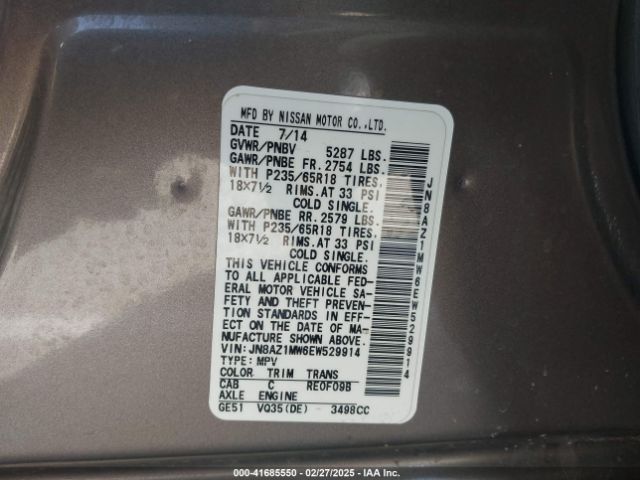 MFD BY NISSAN MOTOR CO.,LTD.
DATE 7/14
GVWR/PNBV 5287 LBS.
GAWR/PNBE FR. 2754 LBS.
WITH P235/65R18 TIRES,
18X7½ RIMS.AT 33 PSI
COLD SINGLE.
GAWR/PNBE RR. 2579 LBS.
WITH P235/65R18 TIRES,
18X7½ RIMS.AT 33 PSI
COLD SINGLE.
THIS VEHICLE CONFORMS
TO ALL APPLICABLE FED-
ERAL MOTOR VEHICLE SA-
FETY AND THEFT PREVEN-
TION STANDARDS IN EFF-
ECT ON THE DATE OF MA-
NUFACTURE SHOWN ABOVE.
VIN: JN8AZ1MW6EW529914
TYPE: MPV
COLOR TRIM TRANS
CAB C RE0F09B
AXLE ENGINE
GE51 VQ35(DE) 3498CC
JN8AZ1MW6EW529914
000-41685550 | 02/27/2025 | IAAI.COM